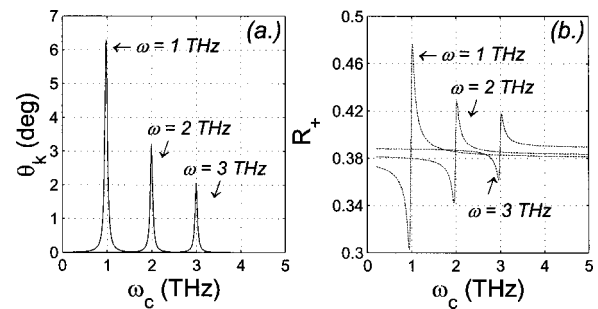 7
6
5
4
3
2
1
0
θk (deg)
(a.)
← ω = 1 THz
ω = 2 THz
↙
ω = 3 THz
↙
0 1 2 3 4 5
ωc (THz)
0.5
0.46
0.42
0.38
0.34
0.3
R+
(b.)
← ω = 1 THz
ω = 2 THz
↙
↖
ω = 3 THz
0 1 2 3 4 5
ωc (THz)